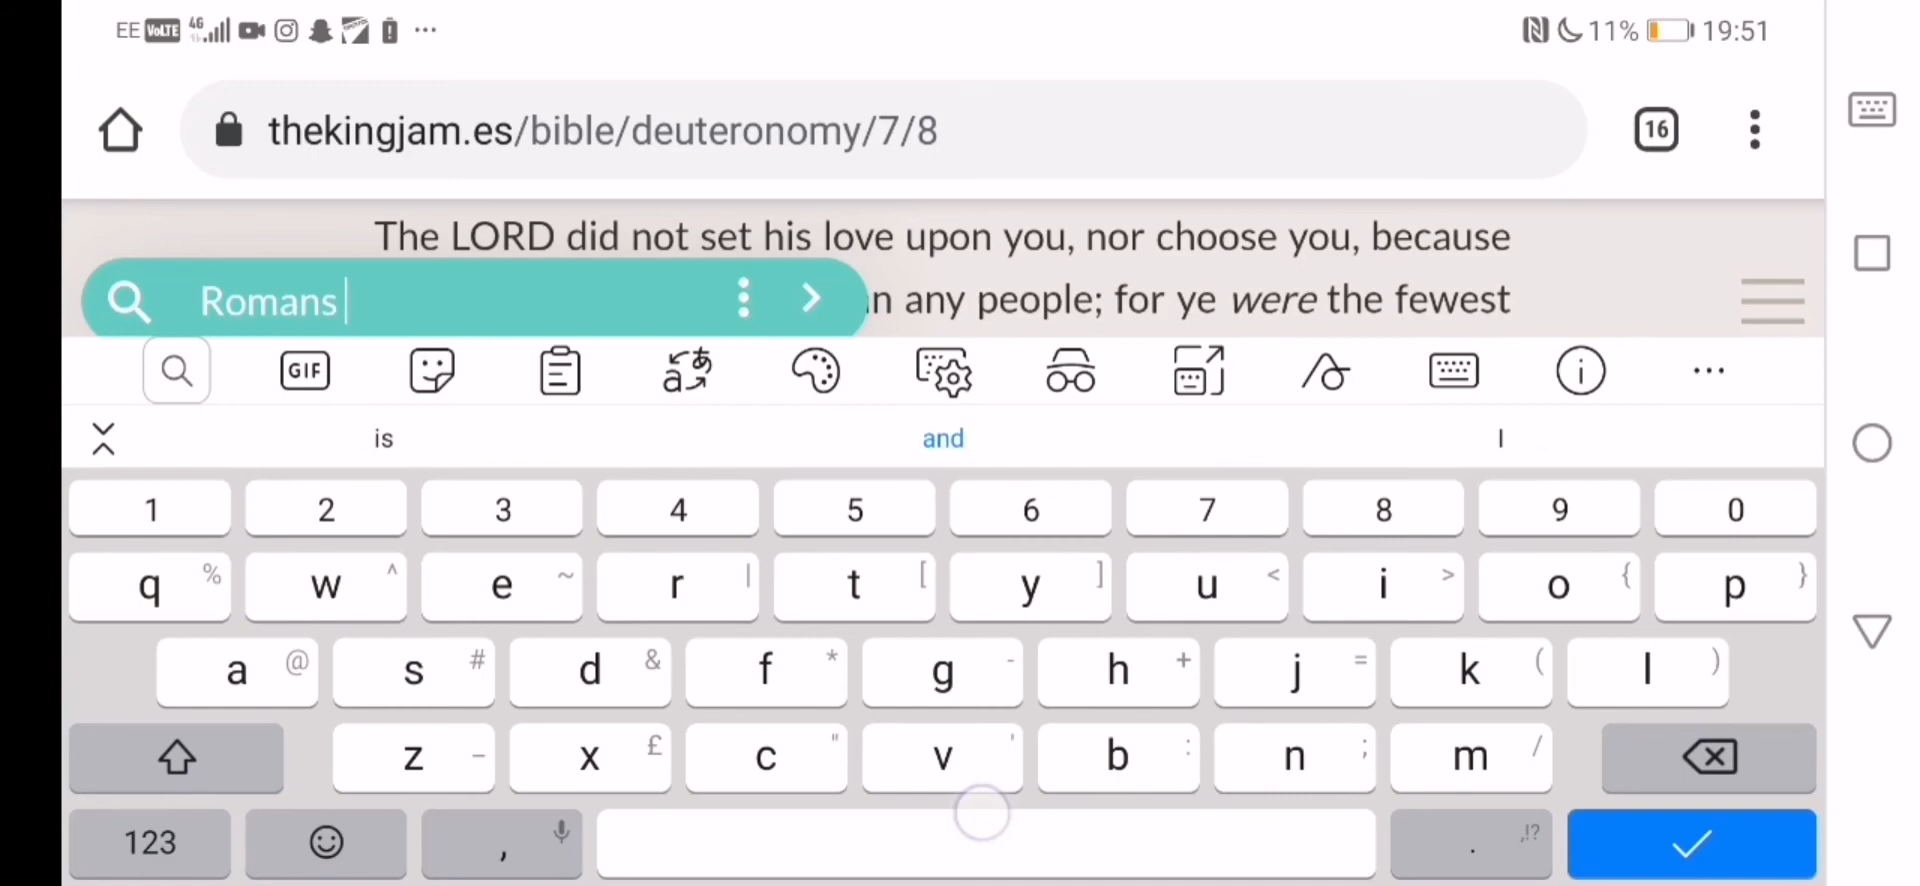 EE VoLTE 4G 11% 19:51
thekingjam.es/bible/deuteronomy/7/8 16
The LORD did not set his love upon you, nor choose you, because
Romans n any people; for ye were the fewest
GIF あ a
is and I
1 2 3 4 5 6 7 8 9 0
q % w ^ e ~ r | t [ y ] u < i > o { p }
a @ s # d & f * g - h + j = k ( l )
z _ x £ c " v ' b : n ; m /
123 , . ,!?